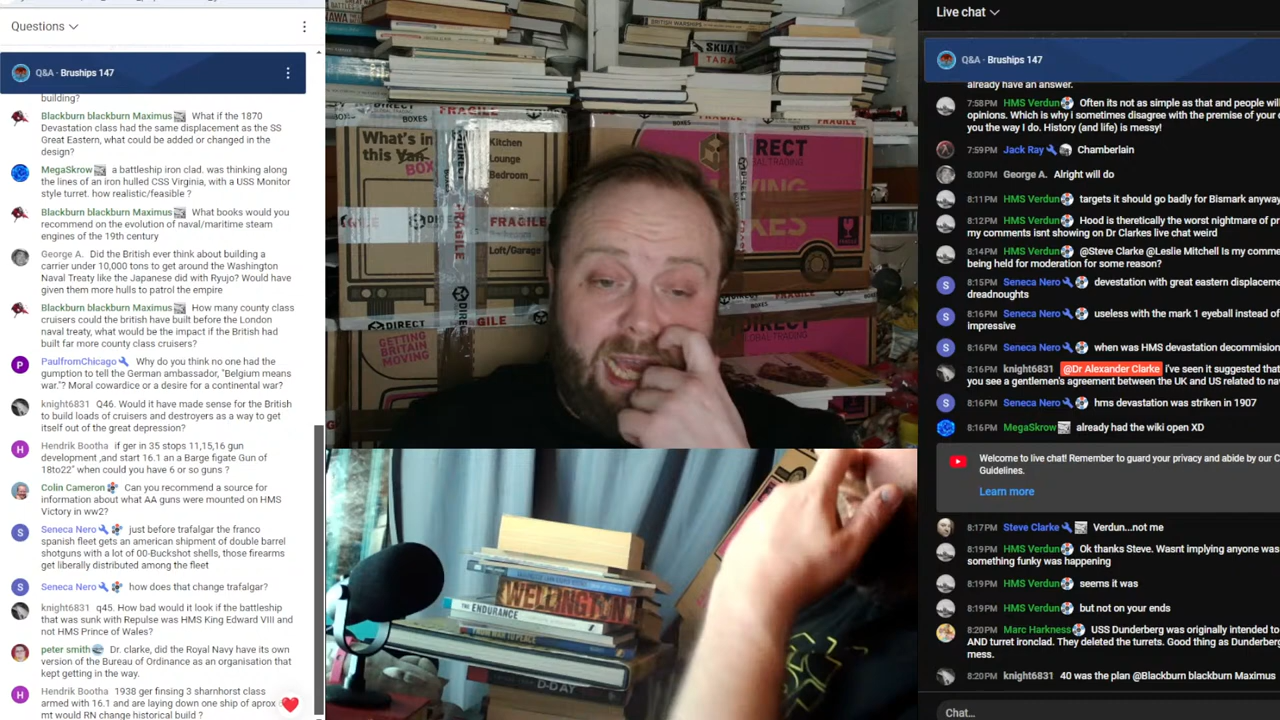 Questions
Q&A · Bruships 147
building?
Blackburn blackburn Maximus What if the 1870
Devastation class had the same displacement as the SS
Great Eastern, what could be added or changed in the
design?
MegaSkrow a battleship iron clad. was thinking along
the lines of an iron hulled CSS Virginia, with a USS Monitor
style turret. how realistic/feasible ?
Blackburn blackburn Maximus What books would you
recommend on the evolution of naval/maritime steam
engines of the 19th century
George A. Did the British ever think about building a
carrier under 10,000 tons to get around the Washington
Naval Treaty like the Japanese did with Ryujo? Would have
given them more hulls to patrol the empire
Blackburn blackburn Maximus How many county class
cruisers could the british have built before the London
naval treaty, what would be the impact if the British had
built far more county class cruisers?
PaulfromChicago Why do you think no one had the
gumption to tell the German ambassador, "Belgium means
war."? Moral cowardice or a desire for a continental war?
knight6831 Q46. Would it have made sense for the British
to build loads of cruisers and destroyers as a way to get
itself out of the great depression?
Hendrik Bootha if ger in 35 stops 11,15,16 gun
development ,and start 16.1 an a Barge figate Gun of
18to22" when could you have 6 or so guns ?
Colin Cameron Can you recommend a source for
information about what AA guns were mounted on HMS
Victory in ww2?
Seneca Nero just before trafalgar the franco
spanish fleet gets an american shipment of double barrel
shotguns with a lot of 00-Buckshot shells, those firearms
get liberally distributed among the fleet
Seneca Nero how does that change trafalgar?
knight6831 q45. How bad would it look if the battleship
that was sunk with Repulse was HMS King Edward VIII and
not HMS Prince of Wales?
peter smith Dr. clarke, did the Royal Navy have its own
version of the Bureau of Ordinance as an organisation that
kept getting in the way.
Hendrik Bootha 1938 ger finsing 3 sharnhorst class
armed with 16.1 and are laying down one ship of aprox
mt would RN change historical build ?
BRITISH WARSHIPS
SKUA!
TARA
DIRECT
BOXES
FRAGILE
What's in
this Yan
BOX
Kitchen
Lounge
Bedroom
FRAGILE
Loft/Garage
DIRECT
GETTING
BRITAIN
MOVING
DIRECT
FRAGILE
WELLINGTON
THE ENDURANCE
FROM WAR TO PEACE
D-DAY
Live chat
Q&A · Bruships 147
already have an answer.
7:58PM HMS Verdun Often its not as simple as that and people wil
opinions. Which is why i sometimes disagree with the premise of your
you the way I do. History (and life) is messy!
7:59PM Jack Ray Chamberlain
8:00PM George A. Alright will do
8:11PM HMS Verdun targets it should go badly for Bismark anyway
8:12PM HMS Verdun Hood is theretically the worst nightmare of p
my comments isnt showing on Dr Clarkes live chat weird
8:14PM HMS Verdun @Steve Clarke @Leslie Mitchell is my comme
being held for moderation for some reason?
8:15PM Seneca Nero devastation with great eastern displaceme
dreadnoughts
8:16PM Seneca Nero useless with the mark 1 eyeball instead of
impressive
8:16PM Seneca Nero when was HMS devastation decommision
8:16PM knight6831 @Dr Alexander Clarke I've seen it suggested that
you see a gentlemen's agreement between the UK and US related to na
8:16PM Seneca Nero hms devastation was striken in 1907
8:16PM MegaSkrow already had the wiki open XD
Welcome to live chat! Remember to guard your privacy and abide by our C
Guidelines.
Learn more
8:17PM Steve Clarke Verdun...not me
8:19PM HMS Verdun Ok thanks Steve. Wasnt implying anyone was
something funky was happening
8:19PM HMS Verdun seems it was
8:19PM HMS Verdun but not on your ends
8:20PM Marc Harkness USS Dunderberg was originally intended to
AND turret ironclad. They deleted the turrets. Good thing as Dunderb
mess.
8:20PM knight6831 40 was the plan @Blackburn blackburn Maximus
Chat...